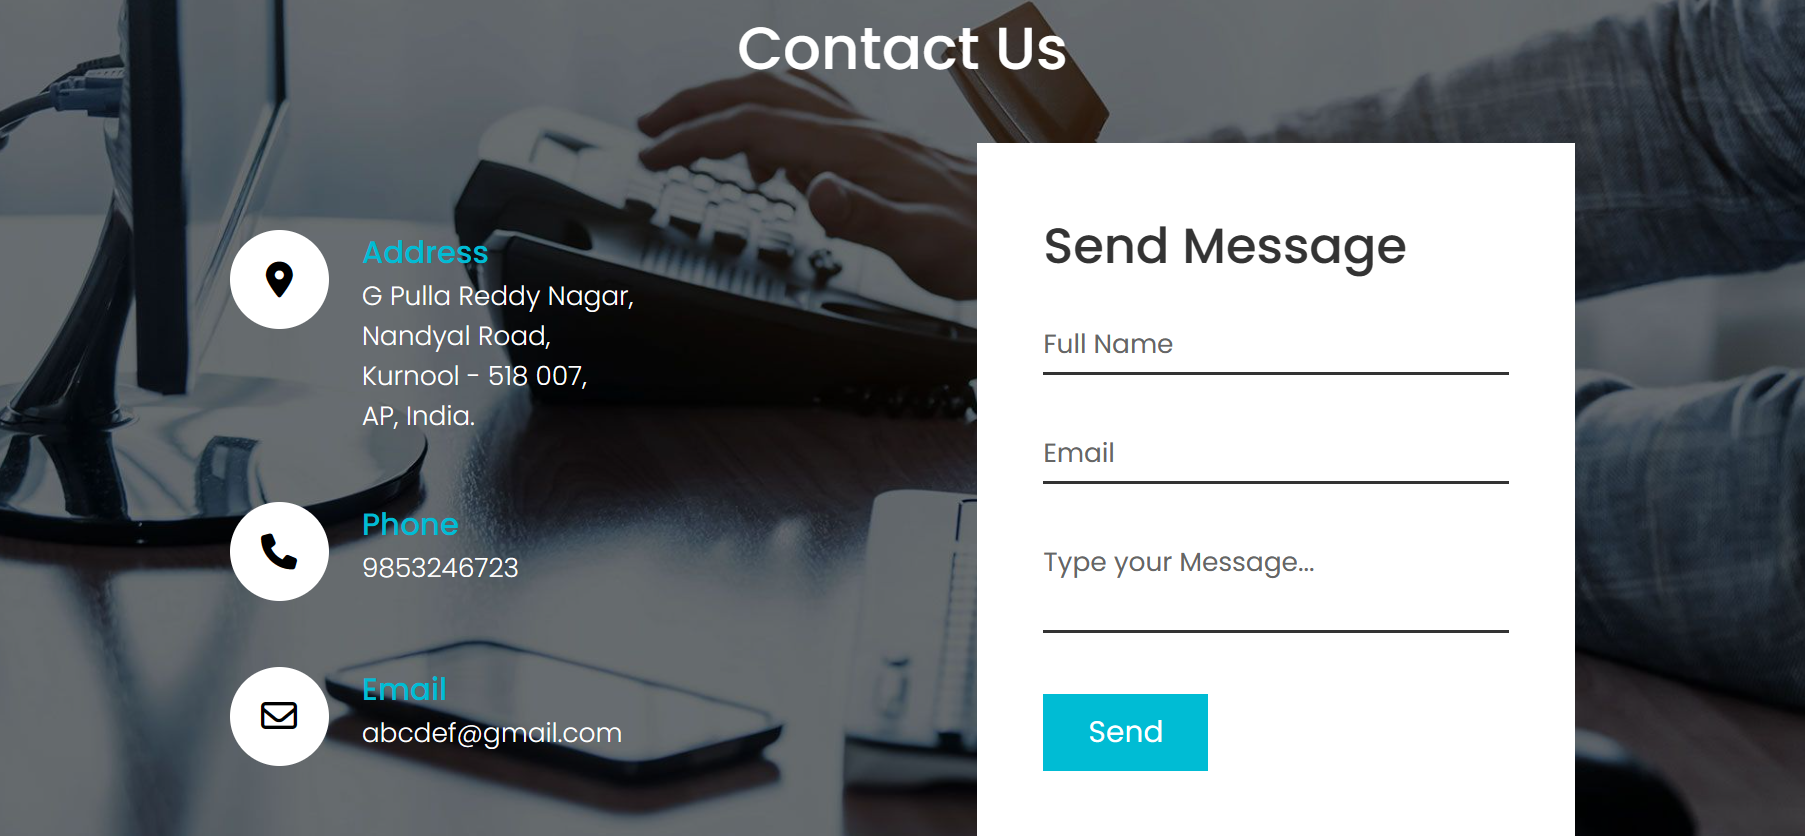 Contact Us
Address
G Pulla Reddy Nagar,
Nandyal Road,
Kurnool - 518 007,
AP, India.
Phone
9853246723
Email
abcdef@gmail.com
Send Message
Full Name
Email
Type your Message...
Send